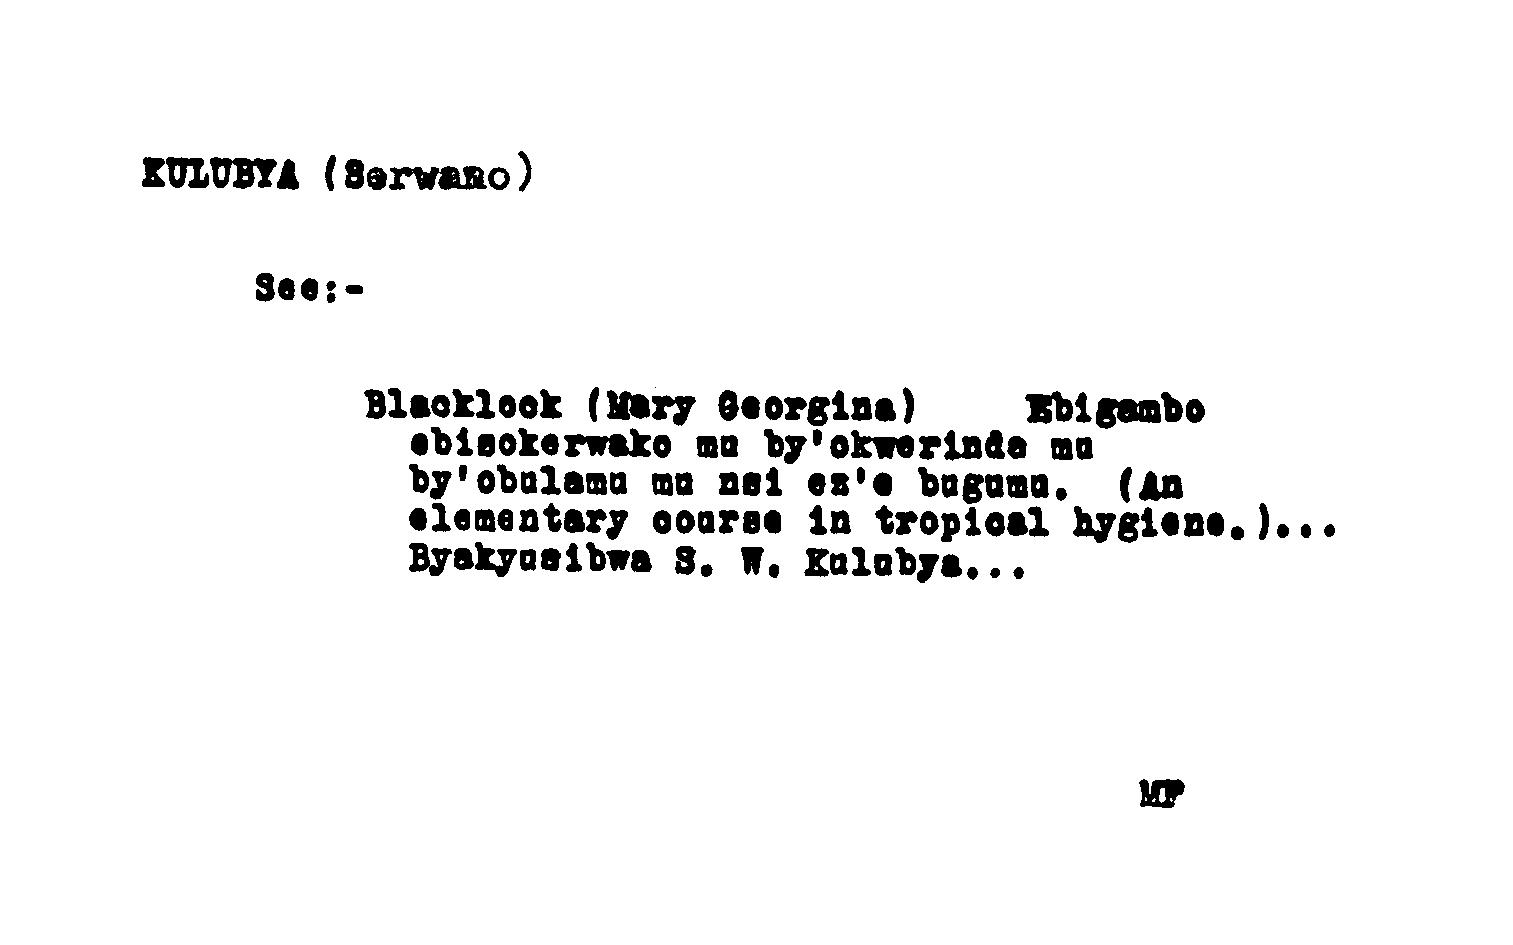 KULUBYA (Serwano)
See:-
Blacklock (Mary Georgina) Ebigambo
ebisokerwako mu by'okwerinda mu
by'obulamu mu nsi ez'e bugumu. (An
elementary course in tropical hygiene.)...
Byakyusibwa S. W. Kulubya...
MP